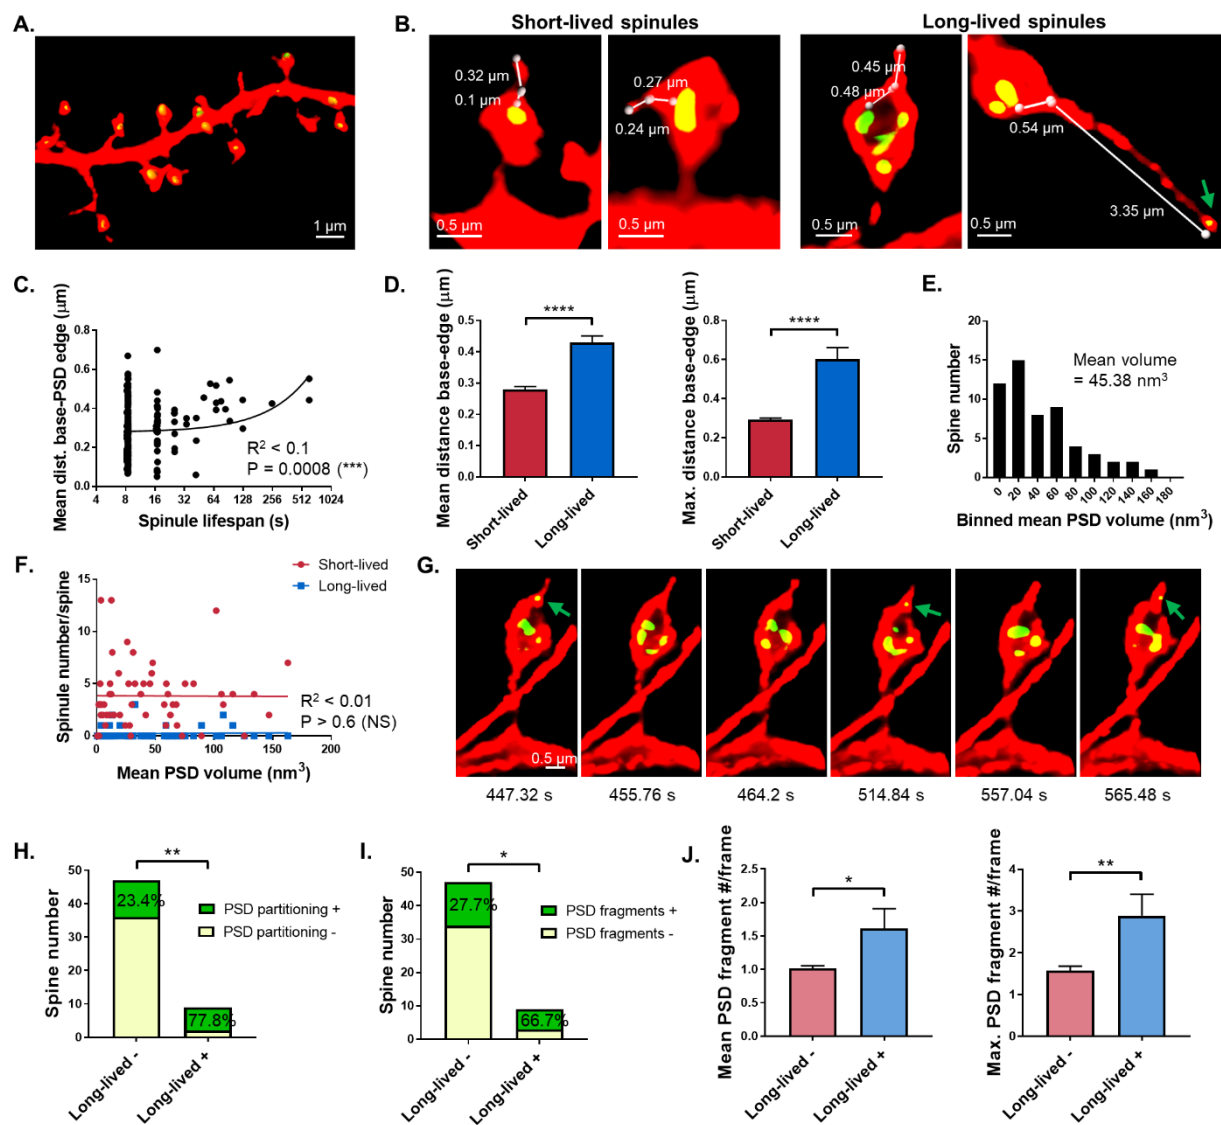 A.
1 µm
B.
Short-lived spinules
Long-lived spinules
0.32 µm
0.1 µm
0.5 µm
0.27 µm
0.24 µm
0.5 µm
0.45 µm
0.48 µm
0.5 µm
0.54 µm
3.35 µm
0.5 µm
C.
Mean dist. base-PSD edge (µm)
0.8
0.6
0.4
0.2
0.0
4 8 16 32 64 128 256 512 1024
Spinule lifespan (s)
R² < 0.1
P = 0.0008 (***)
D.
Mean distance base-edge (µm)
0.5
0.4
0.3
0.2
0.1
0.0
****
Short-lived
Long-lived
Max. distance base-edge (µm)
0.8
0.6
0.4
0.2
0.0
****
Short-lived
Long-lived
E.
Spine number
20
15
10
5
0
Mean volume
= 45.38 nm³
0 20 40 60 80 100 120 140 160 180
Binned mean PSD volume (nm³)
F.
Short-lived
Long-lived
Spinule number/spine
15
10
5
0
R² < 0.01
P > 0.6 (NS)
0 50 100 150 200
Mean PSD volume (nm³)
G.
0.5 µm
447.32 s
455.76 s
464.2 s
514.84 s
557.04 s
565.48 s
H.
Spine number
50
40
30
20
10
0
**
23.4%
77.8%
PSD partitioning +
PSD partitioning -
Long-lived -
Long-lived +
I.
Spine number
50
40
30
20
10
0
*
27.7%
66.7%
PSD fragments +
PSD fragments -
Long-lived -
Long-lived +
J.
Mean PSD fragment #/frame
2.5
2.0
1.5
1.0
0.5
0.0
*
Long-lived -
Long-lived +
Max. PSD fragment #/frame
4
3
2
1
0
**
Long-lived -
Long-lived +